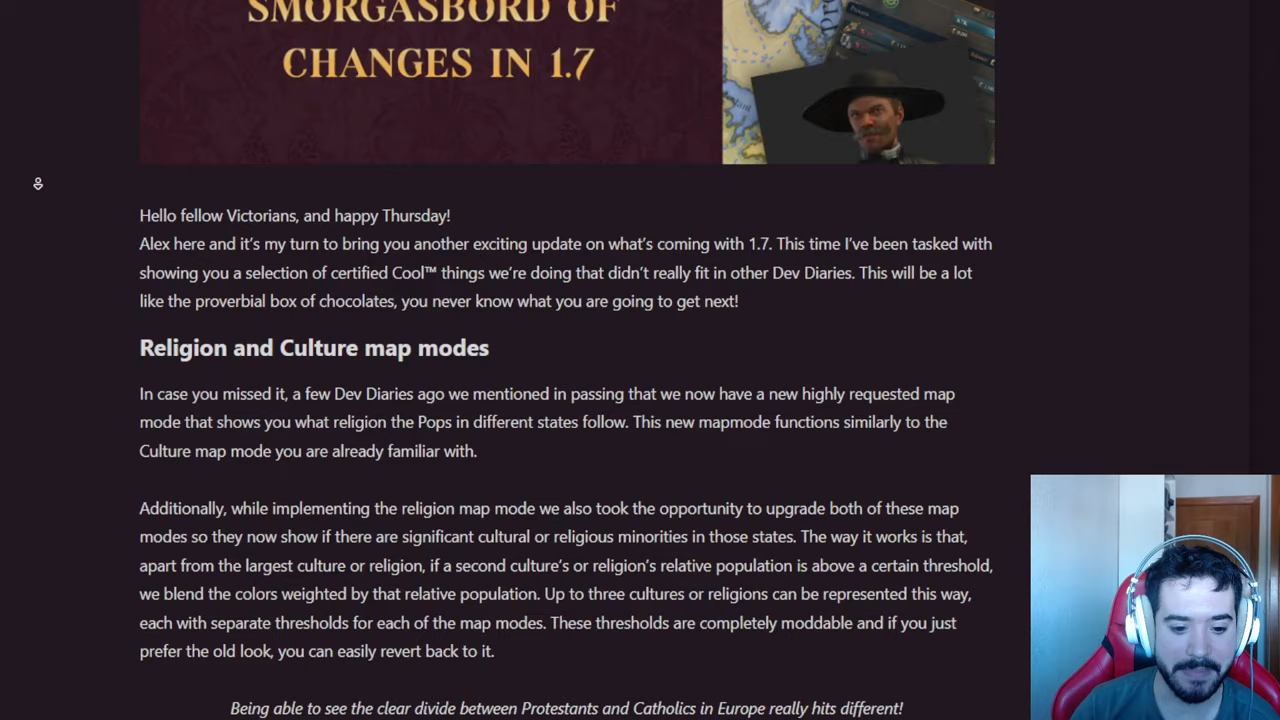 SMORGASBORD OF
CHANGES IN 1.7
Hello fellow Victorians, and happy Thursday!
Alex here and it’s my turn to bring you another exciting update on what’s coming with 1.7. This time I’ve been tasked with
showing you a selection of certified Cool™ things we’re doing that didn’t really fit in other Dev Diaries. This will be a lot
like the proverbial box of chocolates, you never know what you are going to get next!
Religion and Culture map modes
In case you missed it, a few Dev Diaries ago we mentioned in passing that we now have a new highly requested map
mode that shows you what religion the Pops in different states follow. This new mapmode functions similarly to the
Culture map mode you are already familiar with.
Additionally, while implementing the religion map mode we also took the opportunity to upgrade both of these map
modes so they now show if there are significant cultural or religious minorities in those states. The way it works is that,
apart from the largest culture or religion, if a second culture’s or religion’s relative population is above a certain threshold,
we blend the colors weighted by that relative population. Up to three cultures or religions can be represented this way,
each with separate thresholds for each of the map modes. These thresholds are completely moddable and if you just
prefer the old look, you can easily revert back to it.
Being able to see the clear divide between Protestants and Catholics in Europe really hits different!